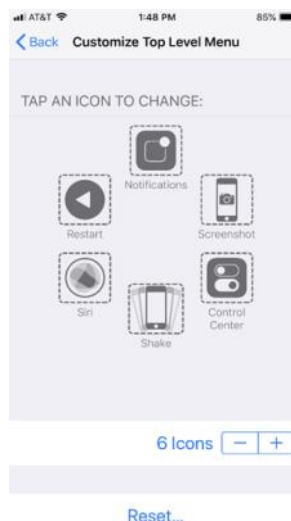 AT&T 1:48 PM 85%
Back Customize Top Level Menu
TAP AN ICON TO CHANGE:
Notifications
Restart
Screenshot
Siri
Control
Center
Shake
6 Icons − +
Reset...